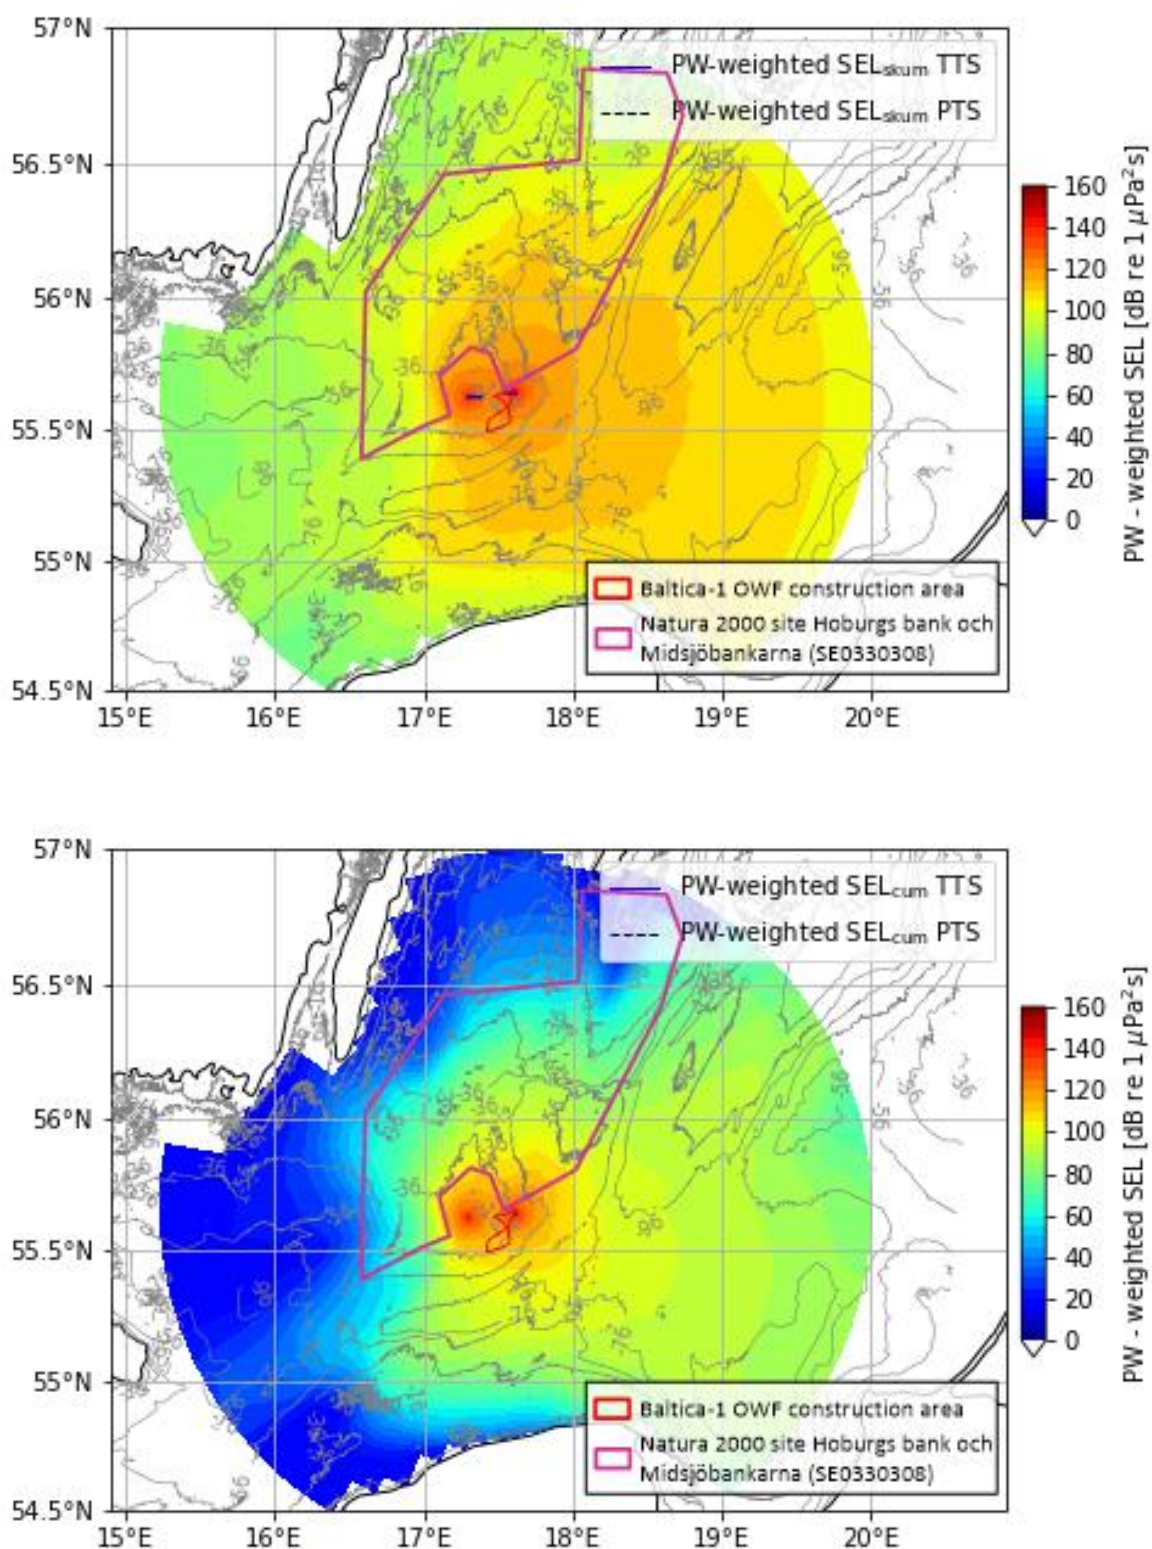 57°N
PW-weighted SELskum TTS
PW-weighted SELskum PTS
56.5°N
56°N
55.5°N
55°N
54.5°N
15°E 16°E 17°E 18°E 19°E 20°E
160
140
120
100
80
60
40
20
0
PW - weighted SEL [dB re 1 μPa²s]
Baltica-1 OWF construction area
Natura 2000 site Hoburgs bank och
Midsjöbankarna (SE0330308)
57°N
PW-weighted SELcum TTS
PW-weighted SELcum PTS
56.5°N
56°N
55.5°N
55°N
54.5°N
15°E 16°E 17°E 18°E 19°E 20°E
160
140
120
100
80
60
40
20
0
PW - weighted SEL [dB re 1 μPa²s]
Baltica-1 OWF construction area
Natura 2000 site Hoburgs bank och
Midsjöbankarna (SE0330308)